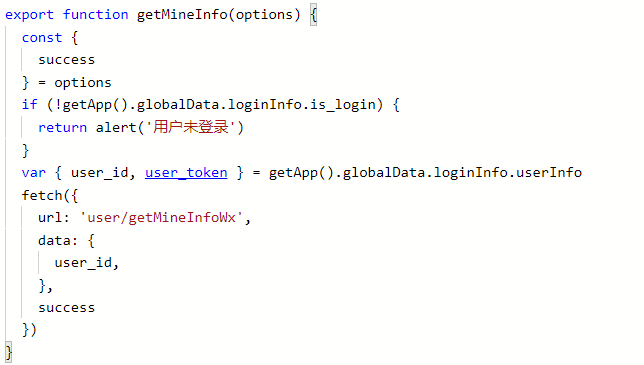 export function getMineInfo(options) {
const {
success
} = options
if (!getApp().globalData.loginInfo.is_login) {
return alert('用户未登录')
}
var { user_id, user_token } = getApp().globalData.loginInfo.userInfo
fetch({
url: 'user/getMineInfoWx',
data: {
user_id,
},
success
})
}